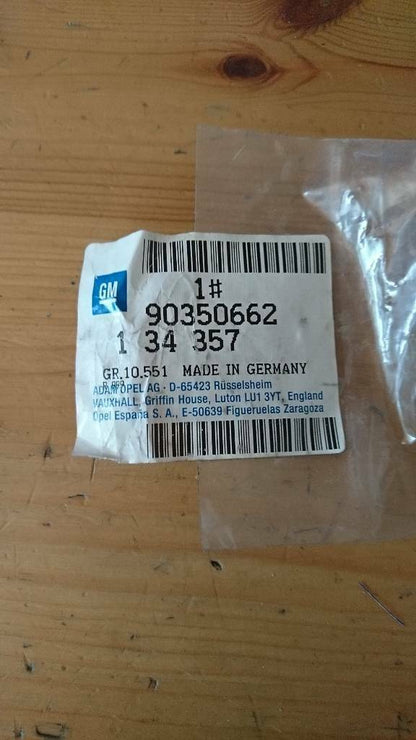 GM
1#
90350662
1 34 357
GR.10.551 MADE IN GERMANY
ADAM OPEL AG · D-65423 Rüsselsheim
VAUXHALL, Griffin House, Luton LU1 3YT, England
Opel España S. A., E-50639 Figueruelas Zaragoza